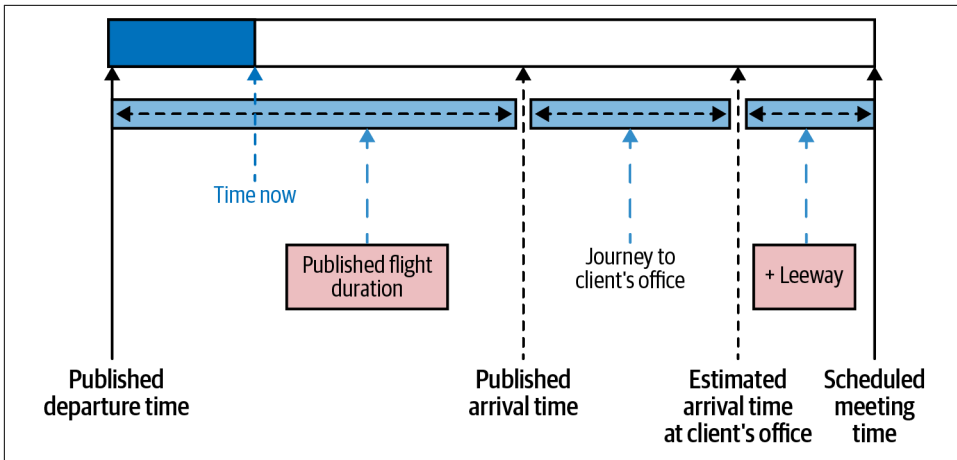 Time now
Published flight
duration
Journey to
client's office
+ Leeway
Published
departure time
Published
arrival time
Estimated
arrival time
at client's office
Scheduled
meeting
time